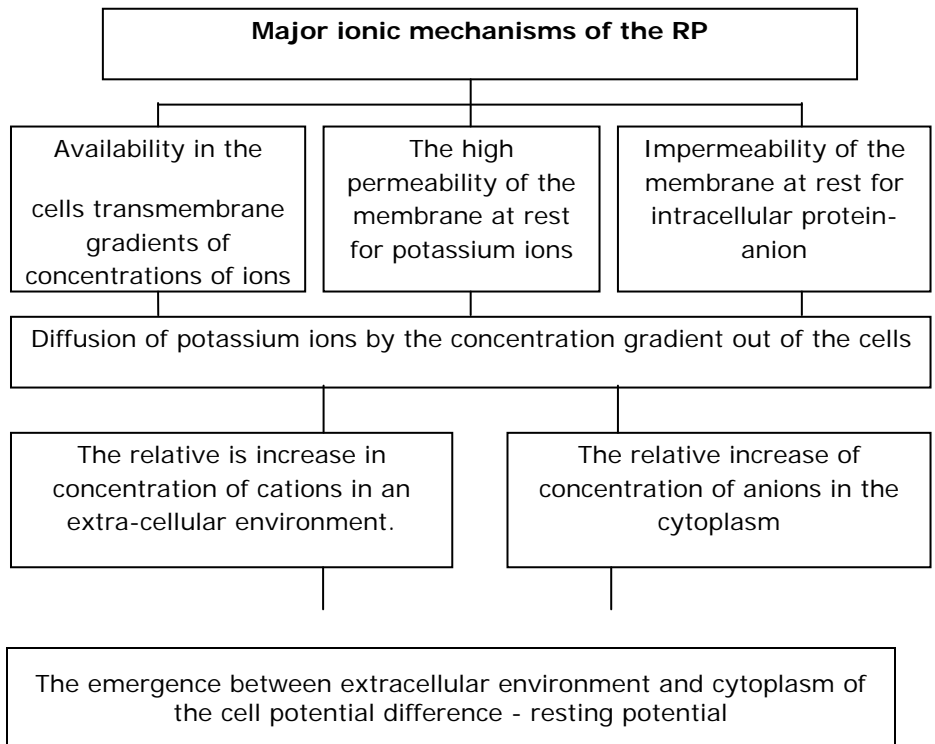 Major ionic mechanisms of the RP
Availability in the
cells transmembrane
gradients of
concentrations of ions
The high
permeability of the
membrane at rest
for potassium ions
Impermeability of the
membrane at rest for
intracellular protein-
anion
Diffusion of potassium ions by the concentration gradient out of the cells
The relative is increase in
concentration of cations in an
extra-cellular environment.
The relative increase of
concentration of anions in the
cytoplasm
The emergence between extracellular environment and cytoplasm of
the cell potential difference - resting potential